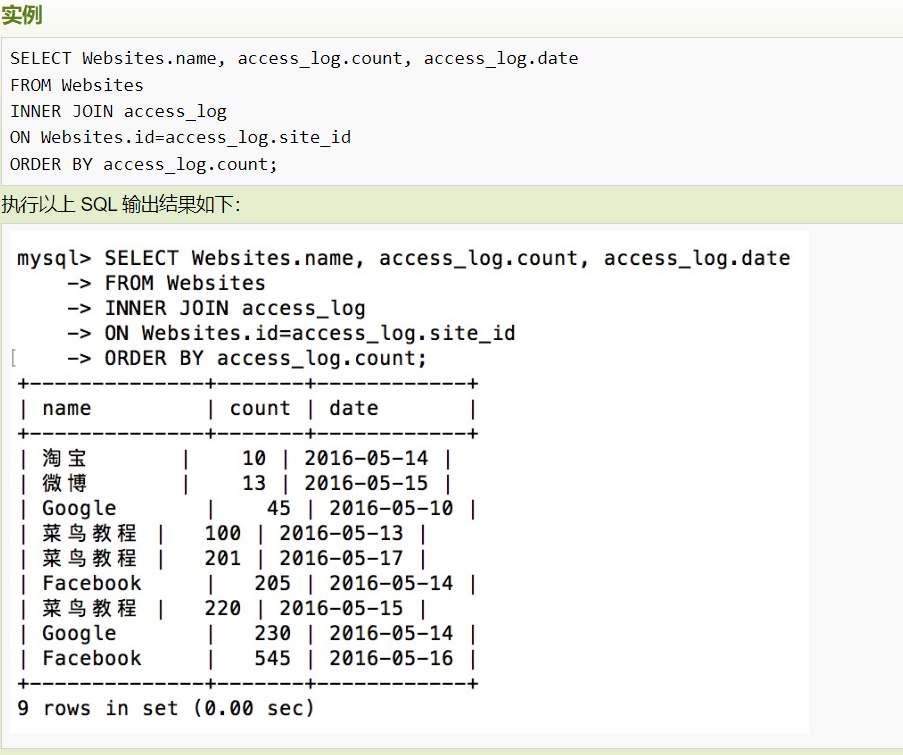 实例
SELECT Websites.name, access_log.count, access_log.date
FROM Websites
INNER JOIN access_log
ON Websites.id=access_log.site_id
ORDER BY access_log.count;
执行以上 SQL 输出结果如下：
mysql> SELECT Websites.name, access_log.count, access_log.date
    -> FROM Websites
    -> INNER JOIN access_log
    -> ON Websites.id=access_log.site_id
[    -> ORDER BY access_log.count;
+---------------+-------+------------+
| name          | count | date       |
+---------------+-------+------------+
| 淘宝        |    10 | 2016-05-14 |
| 微博        |    13 | 2016-05-15 |
| Google        |    45 | 2016-05-10 |
| 菜鸟教程 |   100 | 2016-05-13 |
| 菜鸟教程 |   201 | 2016-05-17 |
| Facebook      |   205 | 2016-05-14 |
| 菜鸟教程 |   220 | 2016-05-15 |
| Google        |   230 | 2016-05-14 |
| Facebook      |   545 | 2016-05-16 |
+---------------+-------+------------+
9 rows in set (0.00 sec)